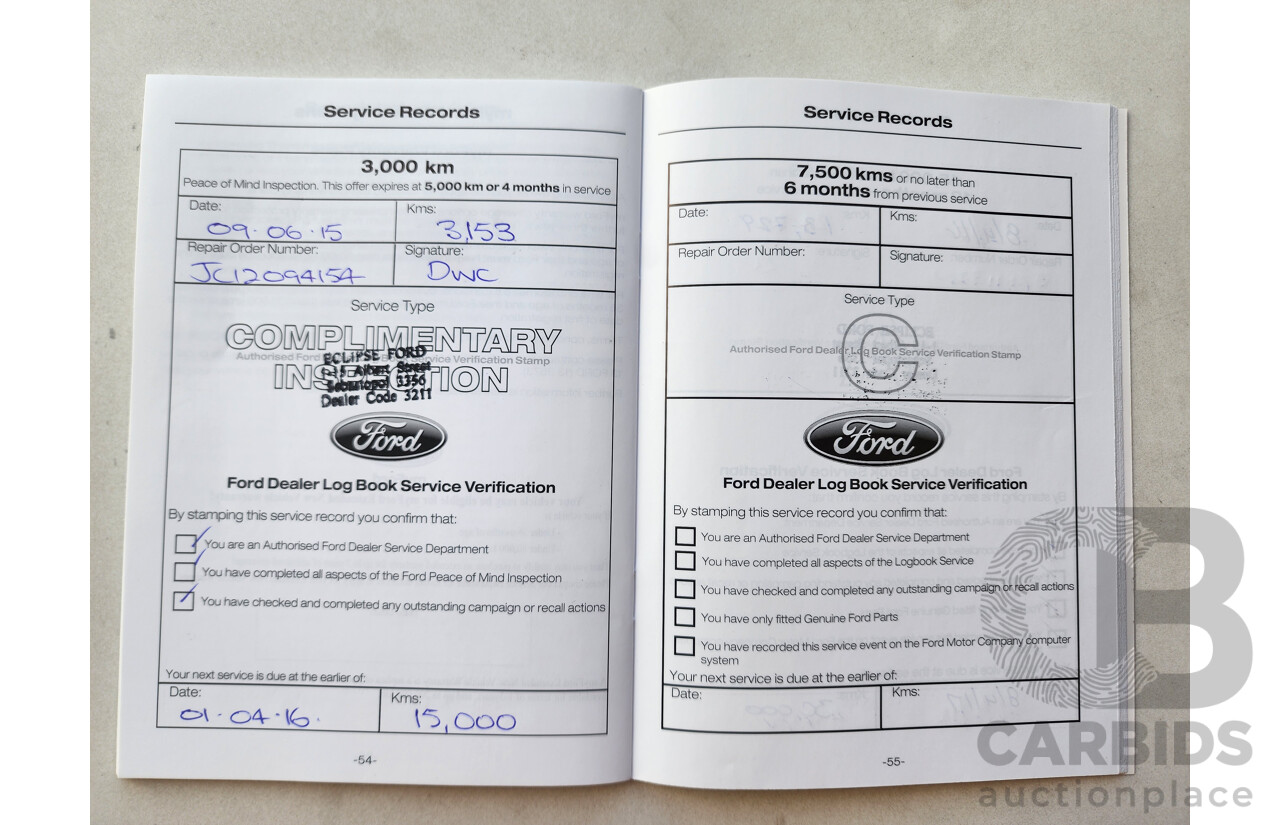 Service Records
3,000 km
Peace of Mind Inspection. This offer expires at 5,000 km or 4 months in service
Date:
Kms:
09.06.15
3,153
Repair Order Number:
Signature:
JC12094154
DWC
Service Type
COMPLIMENTARY
Authorised Ford
Service Verification Stamp
INSPECTION
ECLIPSE FORD
Albert Street
Sebastopol 3356
Dealer Code 3211
Ford
Ford Dealer Log Book Service Verification
By stamping this service record you confirm that:
You are an Authorised Ford Dealer Service Department
You have completed all aspects of the Ford Peace of Mind Inspection
You have checked and completed any outstanding campaign or recall actions
Your next service is due at the earlier of:
Date:
Kms:
01.04.16.
15,000
-54-
Service Records
7,500 kms or no later than
6 months from previous service
Date:
Kms:
Repair Order Number:
Signature:
Service Type
C
Authorised Ford Dealer Log Book Service Verification Stamp
Ford
Ford Dealer Log Book Service Verification
By stamping this service record you confirm that:
You are an Authorised Ford Dealer Service Department
You have completed all aspects of the Logbook Service
You have checked and completed any outstanding campaign or recall actions
You have only fitted Genuine Ford Parts
You have recorded this service event on the Ford Motor Company computer
system
Your next service is due at the earlier of:
Date:
Kms:
-55-
CB
CARBIDS
auctionplace